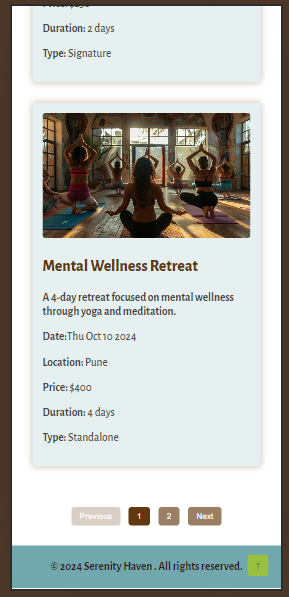 Duration: 2 days
Type: Signature
Mental Wellness Retreat
A 4-day retreat focused on mental wellness
through yoga and meditation.
Date:Thu Oct 10 2024
Location: Pune
Price: $400
Duration: 4 days
Type: Standalone
Previous 1 2 Next
© 2024 Serenity Haven . All rights reserved. ↑